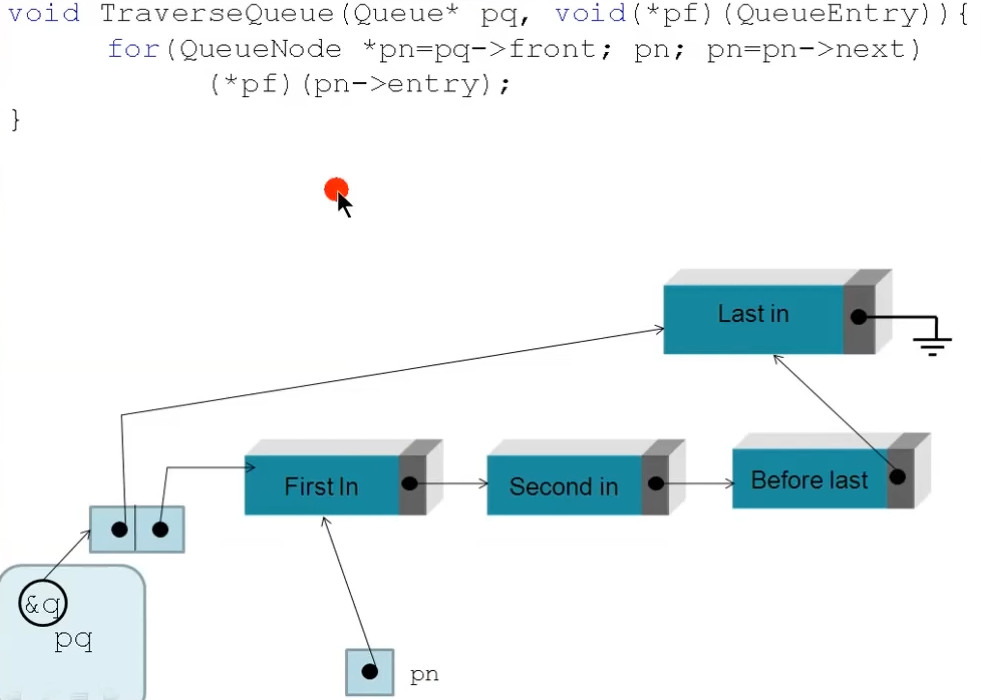 void TraverseQueue(Queue* pq, void(*pf)(QueueEntry)){
for(QueueNode *pn=pq->front; pn; pn=pn->next)
(*pf)(pn->entry);
}
Last in
First In
Second in
Before last
&q
pq
pn